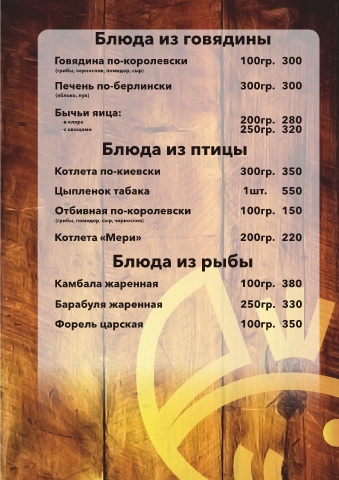 Блюда из говядины
Говядина по-королевски 100гр. 300
(грибы, чернослив, помидор, сыр)
Печень по-берлински 300гр. 300
(яблоко, лук)
Бычьи яйца:
-в кляре 200гр. 280
-с овощами 250гр. 320
Блюда из птицы
Котлета по-киевски 300гр. 350
Цыпленок табака 1шт. 550
Отбивная по-королевски 100гр. 150
(грибы, помидор, сыр, чернослив)
Котлета «Мери» 200гр. 220
Блюда из рыбы
Камбала жаренная 100гр. 380
Барабуля жаренная 250гр. 330
Форель царская 100гр. 350